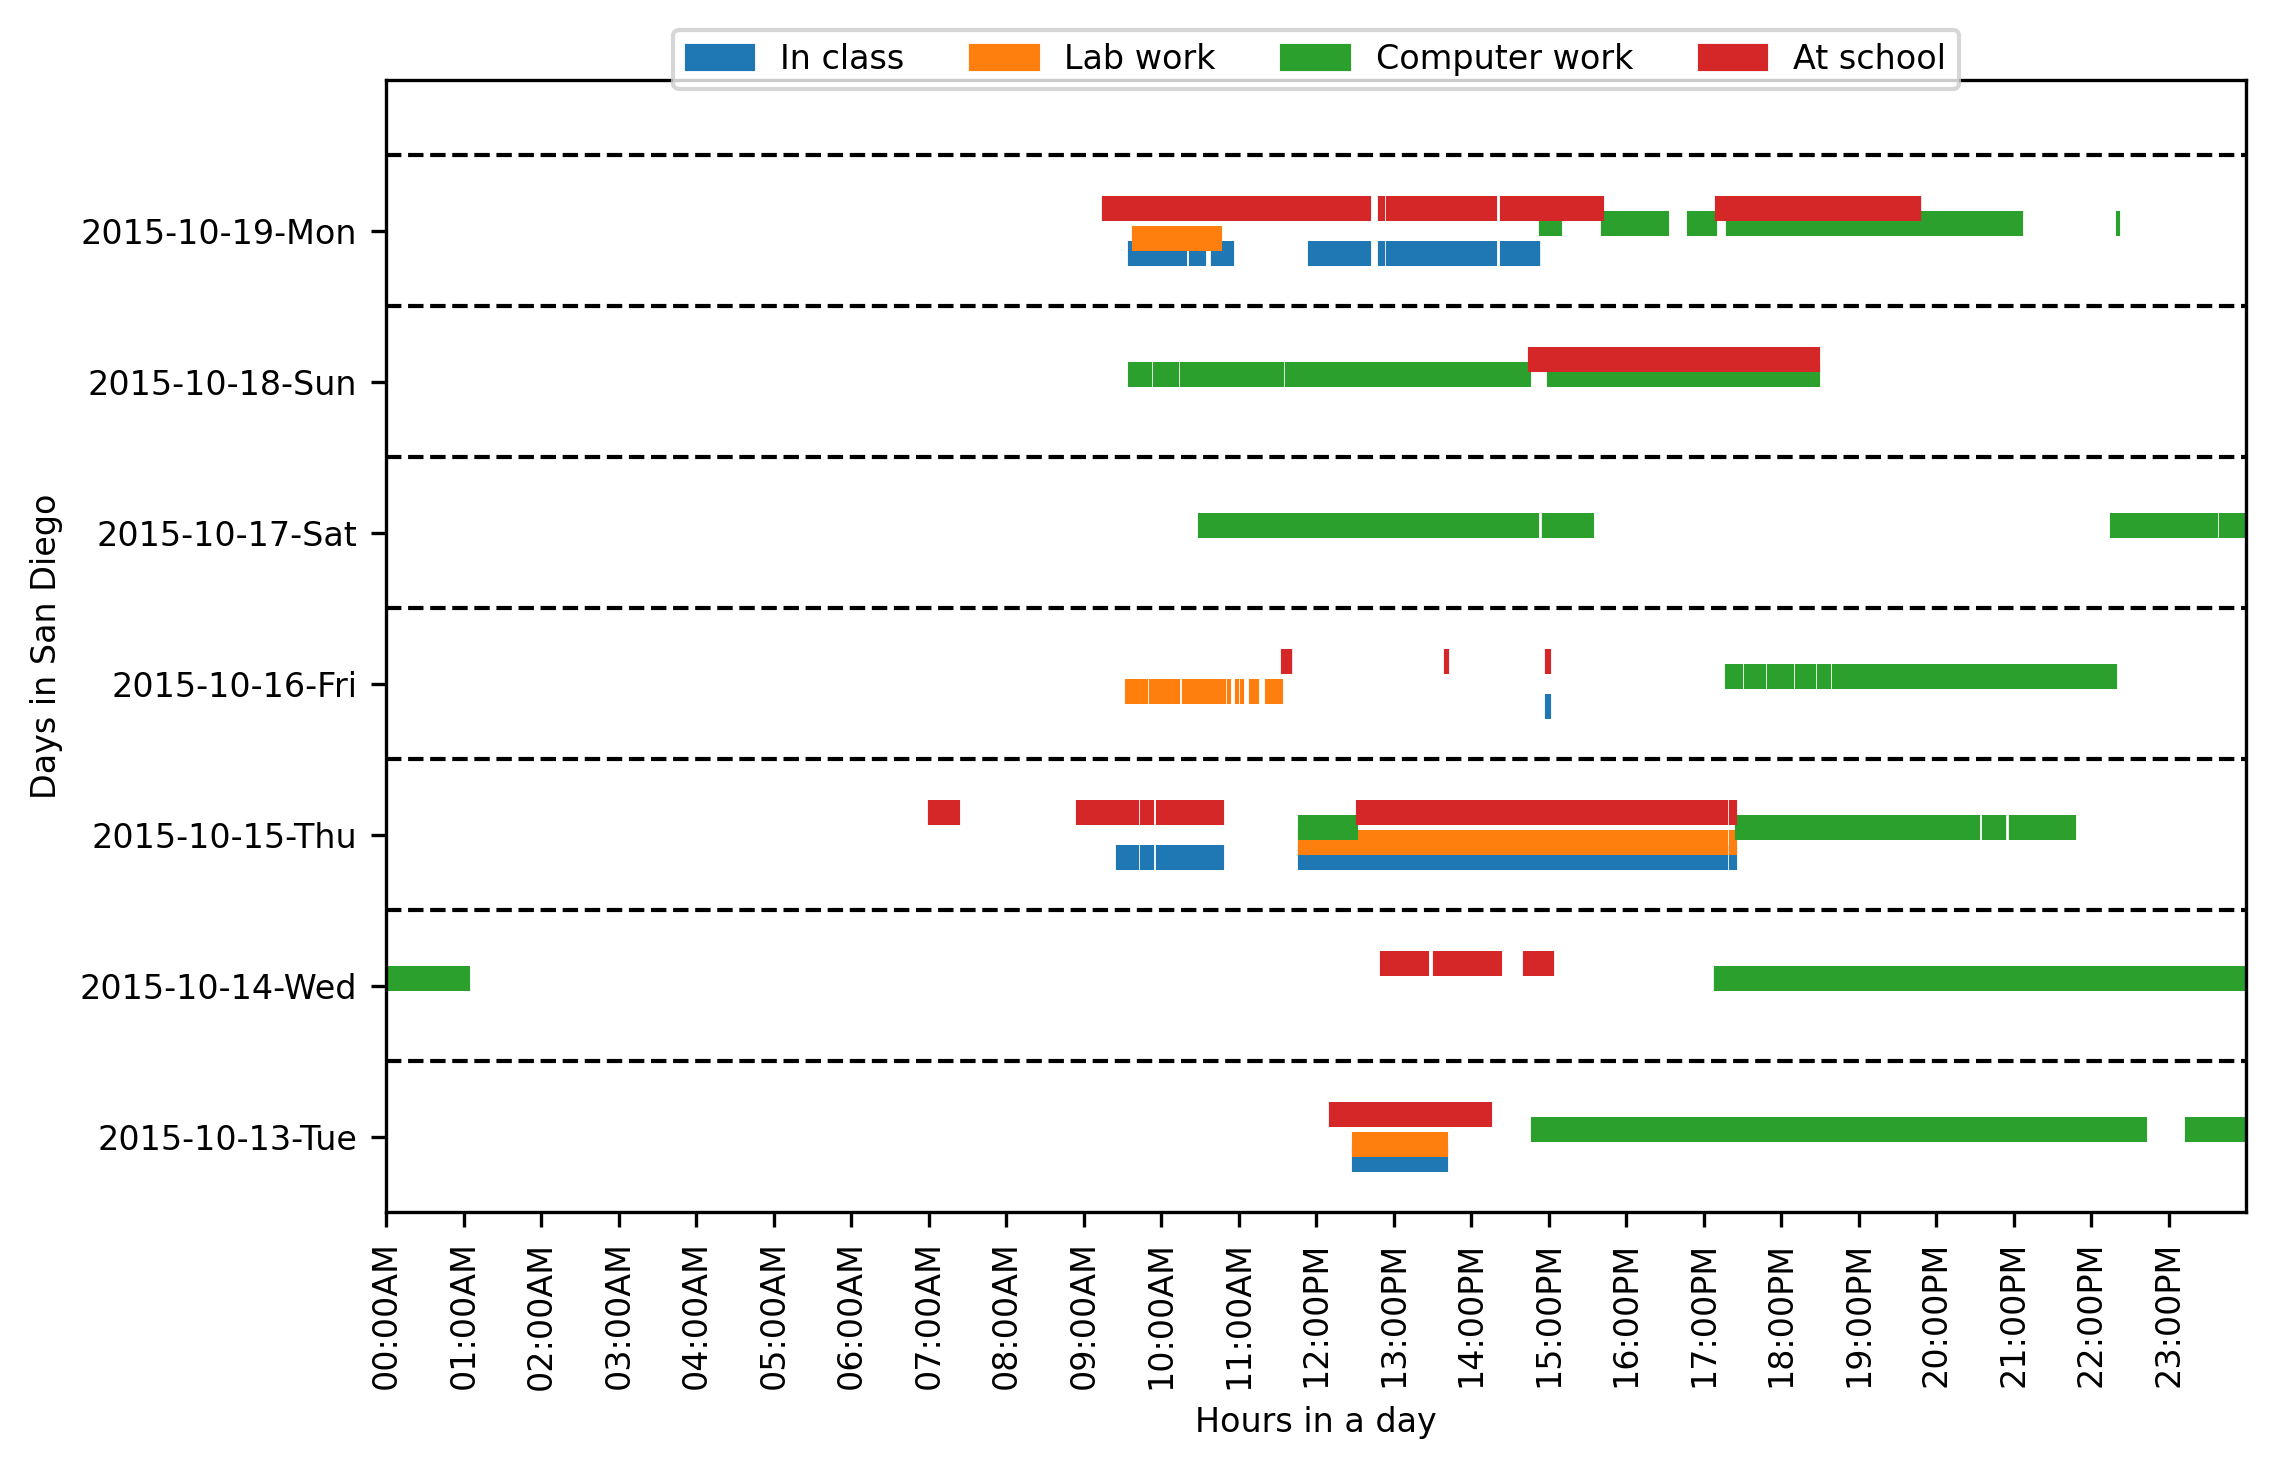 In class
Lab work
Computer work
At school
Days in San Diego
2015-10-19-Mon
2015-10-18-Sun
2015-10-17-Sat
2015-10-16-Fri
2015-10-15-Thu
2015-10-14-Wed
2015-10-13-Tue
00:00AM
01:00AM
02:00AM
03:00AM
04:00AM
05:00AM
06:00AM
07:00AM
08:00AM
09:00AM
10:00AM
11:00AM
12:00PM
13:00PM
14:00PM
15:00PM
16:00PM
17:00PM
18:00PM
19:00PM
20:00PM
21:00PM
22:00PM
23:00PM
Hours in a day